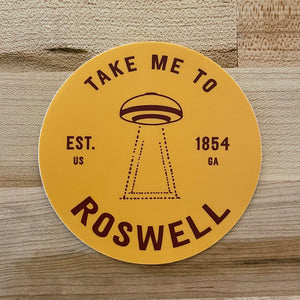 TAKE ME TO
EST. 1854
US GA
ROSWELL